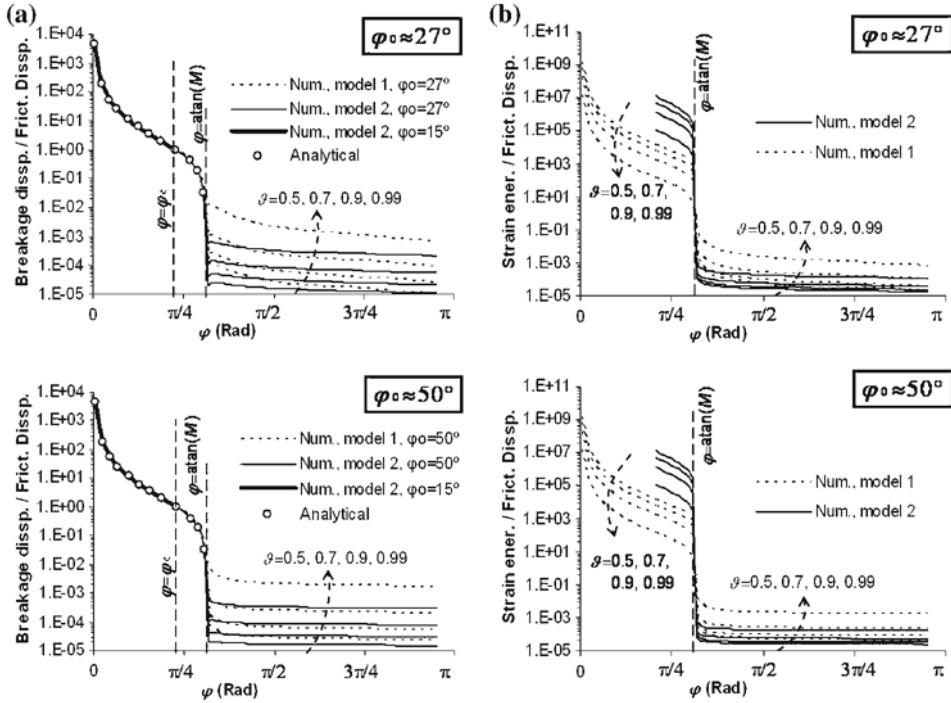 (a)
φ₀≈27°
Breakage dissp. / Frict. Dissp.
1.E+04
1.E+03
1.E+02
1.E+01
1.E+00
1.E-01
1.E-02
1.E-03
1.E-04
1.E-05
Num., model 1, φo=27º
Num., model 2, φo=27º
Num., model 2, φo=15º
Analytical
φ=φc
φ=atan(M)
ϑ=0.5, 0.7, 0.9, 0.99
0
π/4
π/2
3π/4
π
φ (Rad)
(b)
φ₀≈27°
Strain ener. / Frict. Dissp.
1.E+11
1.E+09
1.E+07
1.E+05
1.E+03
1.E+01
1.E-01
1.E-03
1.E-05
φ=atan(M)
Num., model 2
Num., model 1
ϑ=0.5, 0.7,
0.9, 0.99
ϑ=0.5, 0.7, 0.9, 0.99
0
π/4
π/2
3π/4
π
φ (Rad)
φ₀≈50°
Breakage dissp. / Frict. Dissp.
1.E+04
1.E+03
1.E+02
1.E+01
1.E+00
1.E-01
1.E-02
1.E-03
1.E-04
1.E-05
Num., model 1, φo=50º
Num., model 2, φo=50º
Num., model 2, φo=15º
Analytical
φ=atan(M)
φ=φc
ϑ=0.5, 0.7, 0.9, 0.99
0
π/4
π/2
3π/4
π
φ (Rad)
φ₀≈50°
Strain ener. / Frict. Dissp.
1.E+11
1.E+09
1.E+07
1.E+05
1.E+03
1.E+01
1.E-01
1.E-03
1.E-05
φ=atan(M)
Num., model 1
Num., model 2
ϑ=0.5, 0.7,
0.9, 0.99
ϑ=0.5, 0.7, 0.9, 0.99
0
π/4
π/2
3π/4
π
φ (Rad)